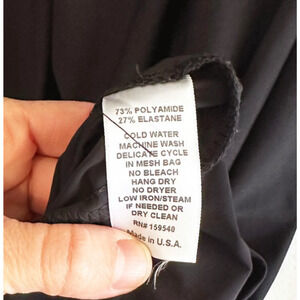 73% POLYAMIDE
27% ELASTANE
COLD WATER
MACHINE WASH
DELICATE CYCLE
IN MESH BAG
NO BLEACH
HANG DRY
NO DRYER
LOW IRON/STEAM
IF NEEDED OR
DRY CLEAN
RN# 159540
Made in U.S.A.